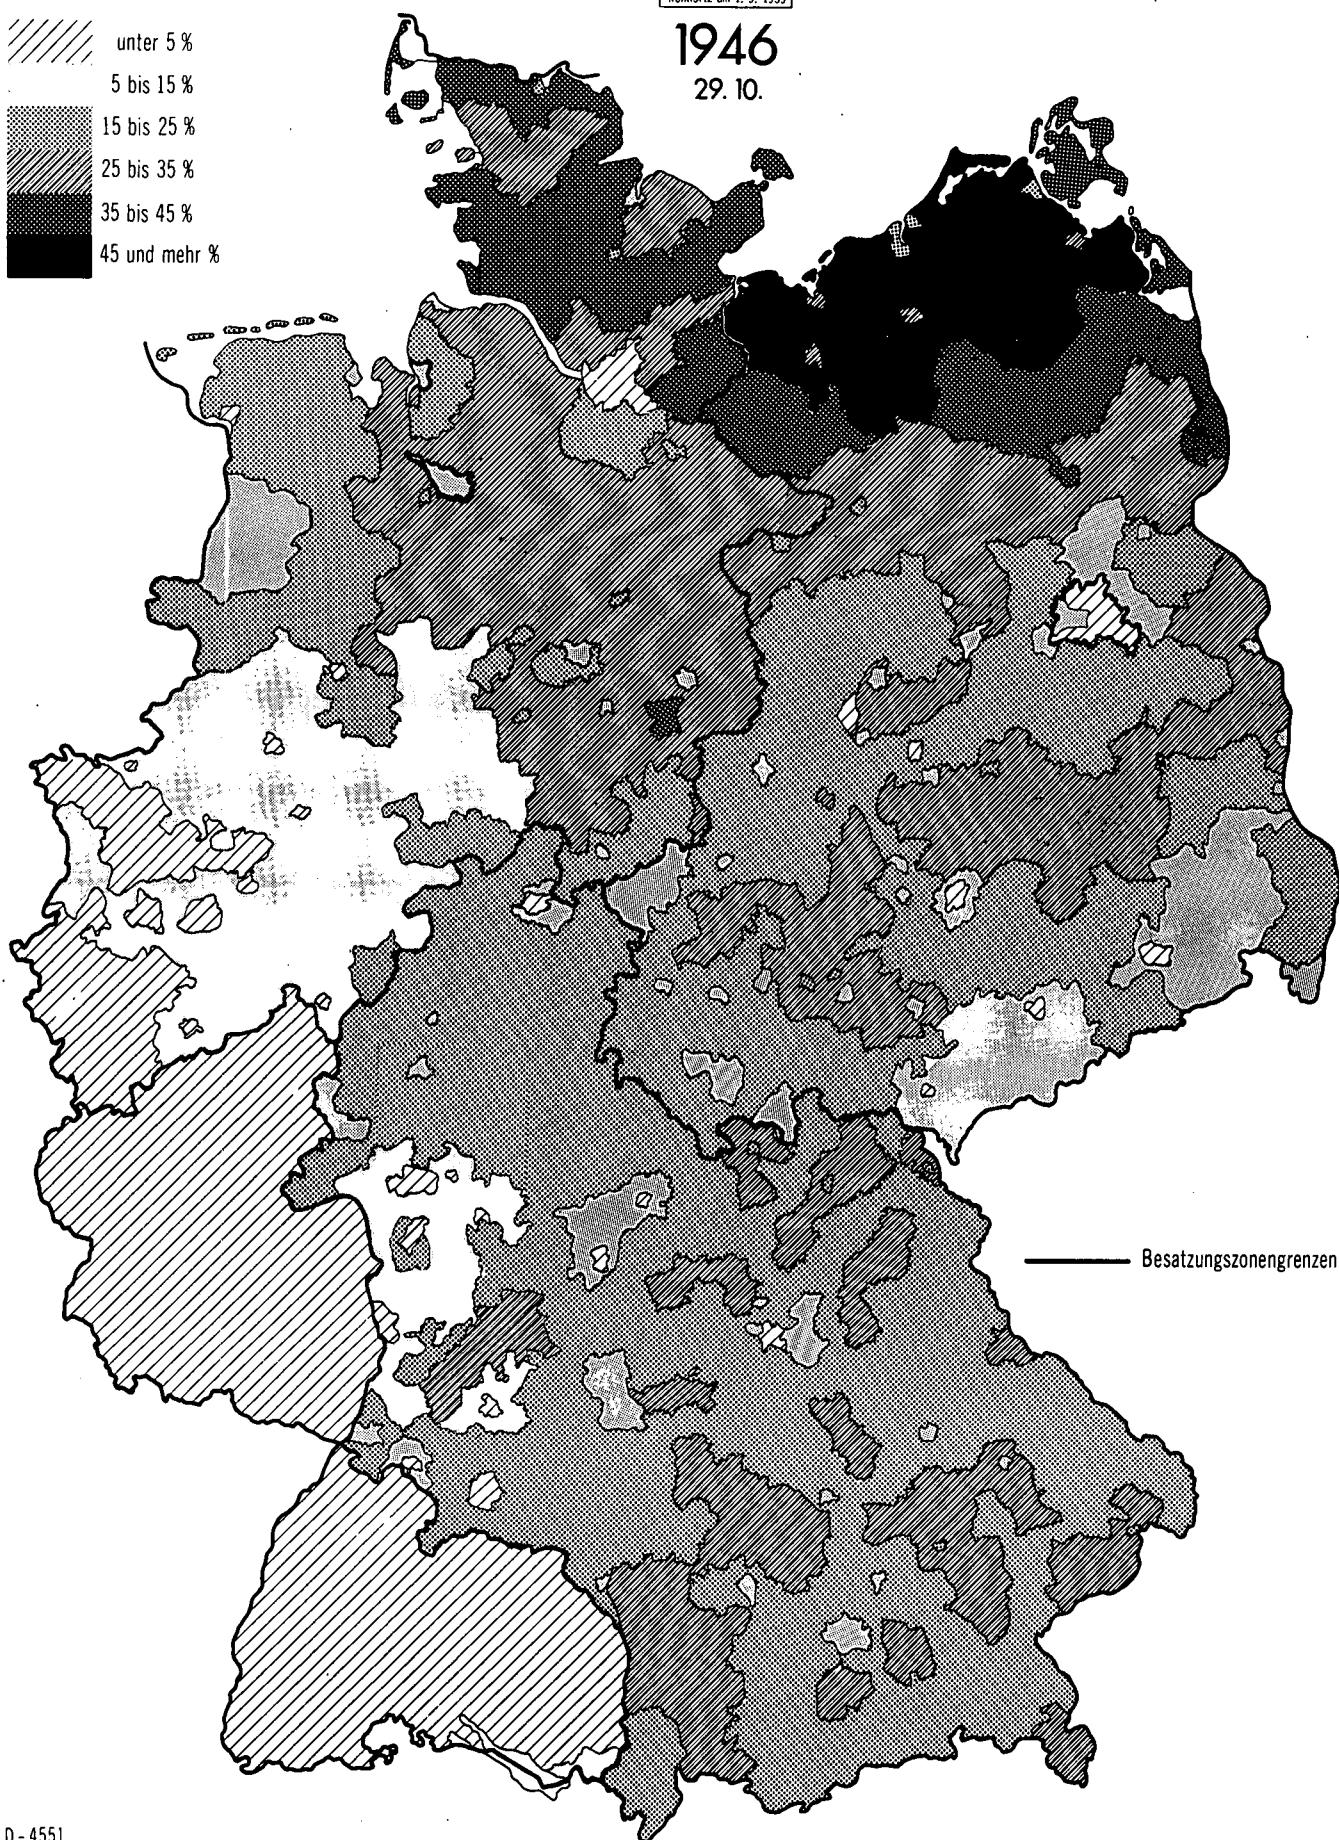 1946
29. 10.
unter 5 %
5 bis 15 %
15 bis 25 %
25 bis 35 %
35 bis 45 %
45 und mehr %
Besatzungszonengrenzen
D - 4551